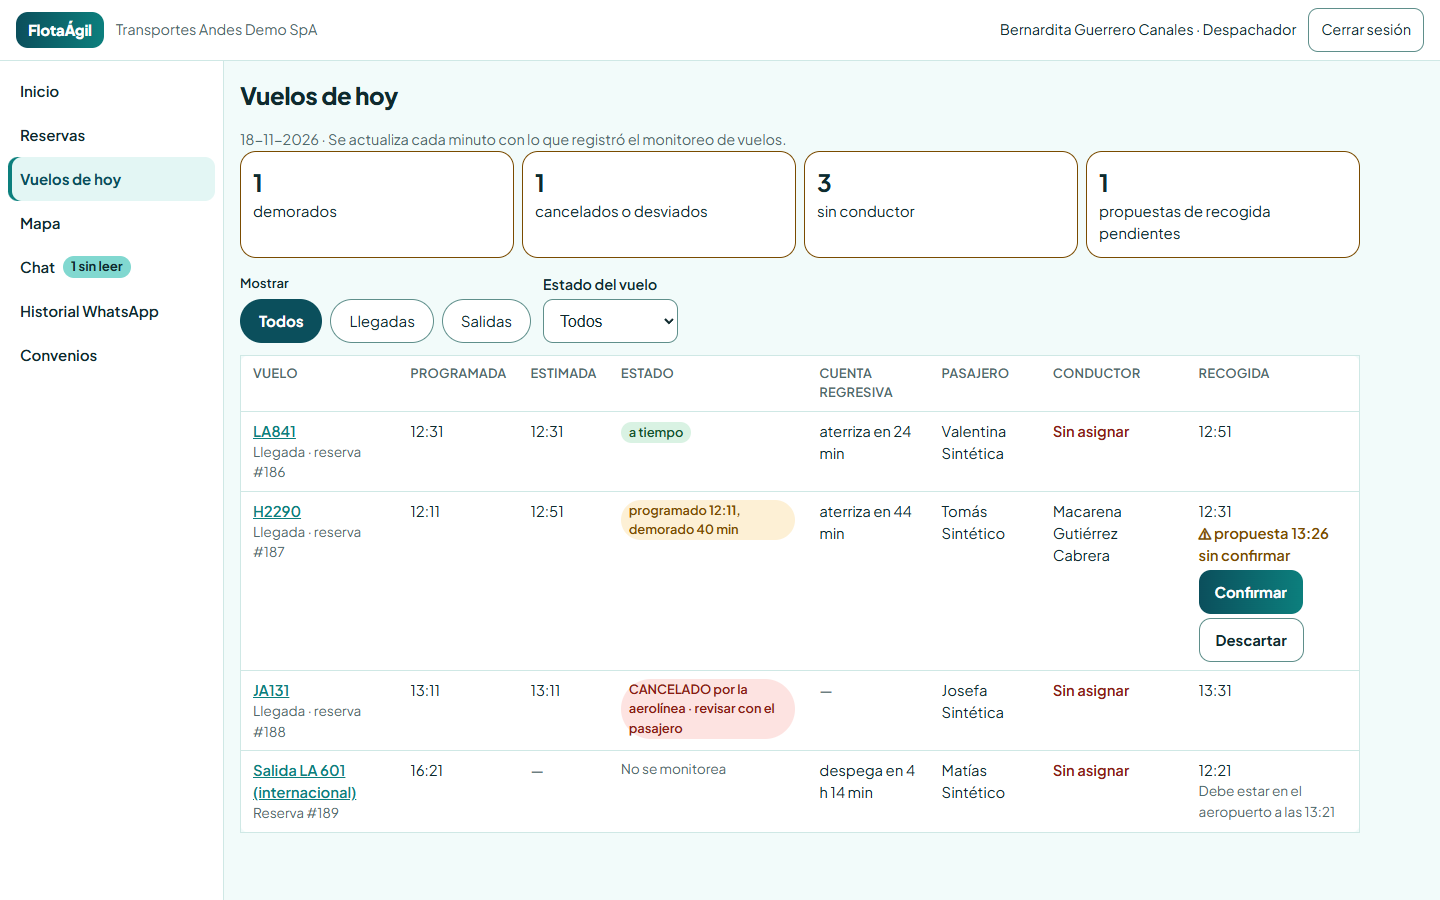 FlotaÁgil
Transportes Andes Demo SpA
Bernardita Guerrero Canales · Despachador
Cerrar sesión
Inicio
Reservas
Vuelos de hoy
Mapa
Chat 1 sin leer
Historial WhatsApp
Convenios
Vuelos de hoy
18-11-2026 · Se actualiza cada minuto con lo que registró el monitoreo de vuelos.
1
demorados
1
cancelados o desviados
3
sin conductor
1
propuestas de recogida
pendientes
Mostrar
Todos
Llegadas
Salidas
Estado del vuelo
Todos
VUELO
PROGRAMADA
ESTIMADA
ESTADO
CUENTA
REGRESIVA
PASAJERO
CONDUCTOR
RECOGIDA
LA841
Llegada · reserva
#186
12:31
12:31
a tiempo
aterriza en 24
min
Valentina
Sintética
Sin asignar
12:51
H2290
Llegada · reserva
#187
12:11
12:51
programado 12:11,
demorado 40 min
aterriza en 44
min
Tomás
Sintético
Macarena
Gutiérrez
Cabrera
12:31
⚠ propuesta 13:26
sin confirmar
Confirmar
Descartar
JA131
Llegada · reserva
#188
13:11
13:11
CANCELADO por la
aerolínea · revisar con el
pasajero
—
Josefa
Sintética
Sin asignar
13:31
Salida LA 601
(internacional)
Reserva #189
16:21
—
No se monitorea
despega en 4
h 14 min
Matías
Sintético
Sin asignar
12:21
Debe estar en el
aeropuerto a las 13:21